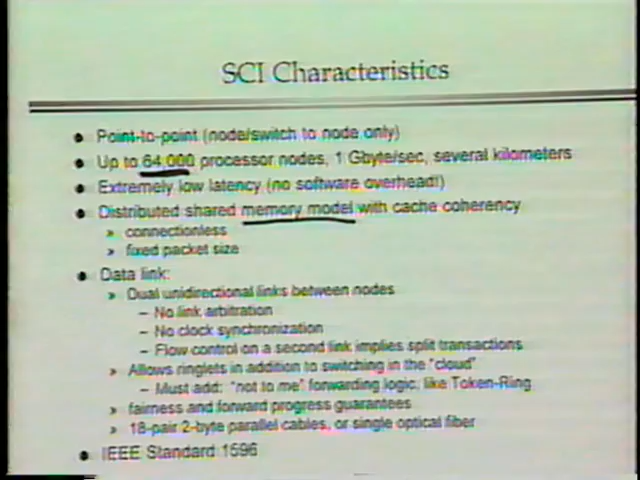 SCI Characteristics
● Point-to-point (node/switch to node only)
● Up to 64,000 processor nodes, 1 Gbyte/sec, several kilometers
● Extremely low latency (no software overhead!)
● Distributed shared memory model with cache coherency
» connectionless
» fixed packet size
● Data link:
» Dual unidirectional links between nodes
– No link arbitration
– No clock synchronization
– Flow control on a second link implies split transactions
» Allows ringlets in addition to switching in the "cloud"
– Must add: "not to me" forwarding logic, like Token-Ring
» fairness and forward progress guarantees
» 18-pair 2-byte parallel cables, or single optical fiber
● IEEE Standard 1596